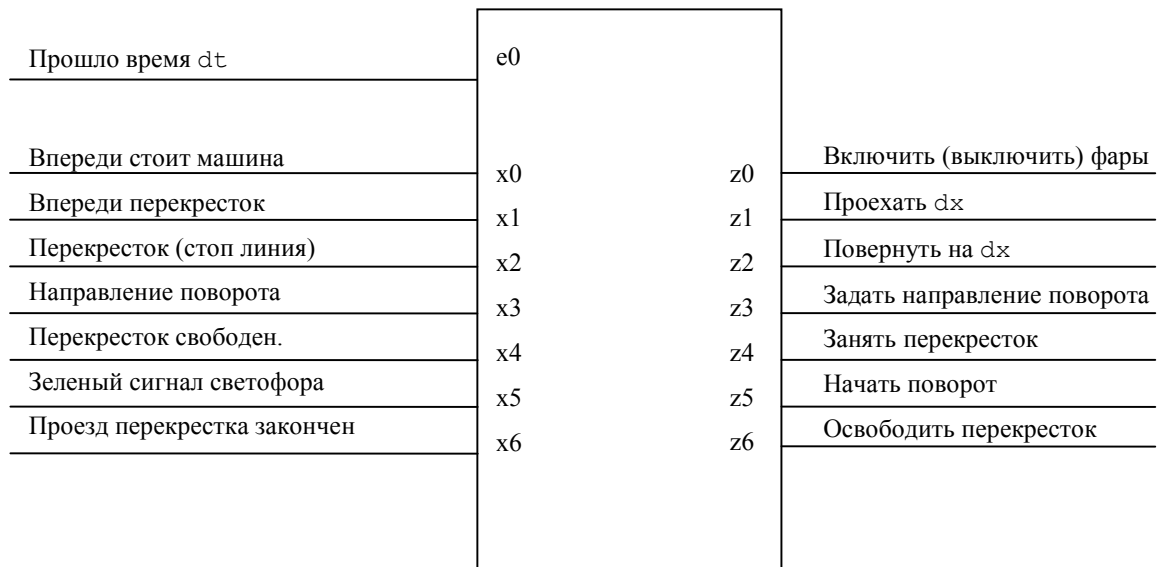 Прошло время dt e0
Впереди стоит машина x0 z0 Включить (выключить) фары
Впереди перекресток x1 z1 Проехать dx
Перекресток (стоп линия) x2 z2 Повернуть на dx
Направление поворота x3 z3 Задать направление поворота
Перекресток свободен. x4 z4 Занять перекресток
Зеленый сигнал светофора x5 z5 Начать поворот
Проезд перекрестка закончен x6 z6 Освободить перекресток